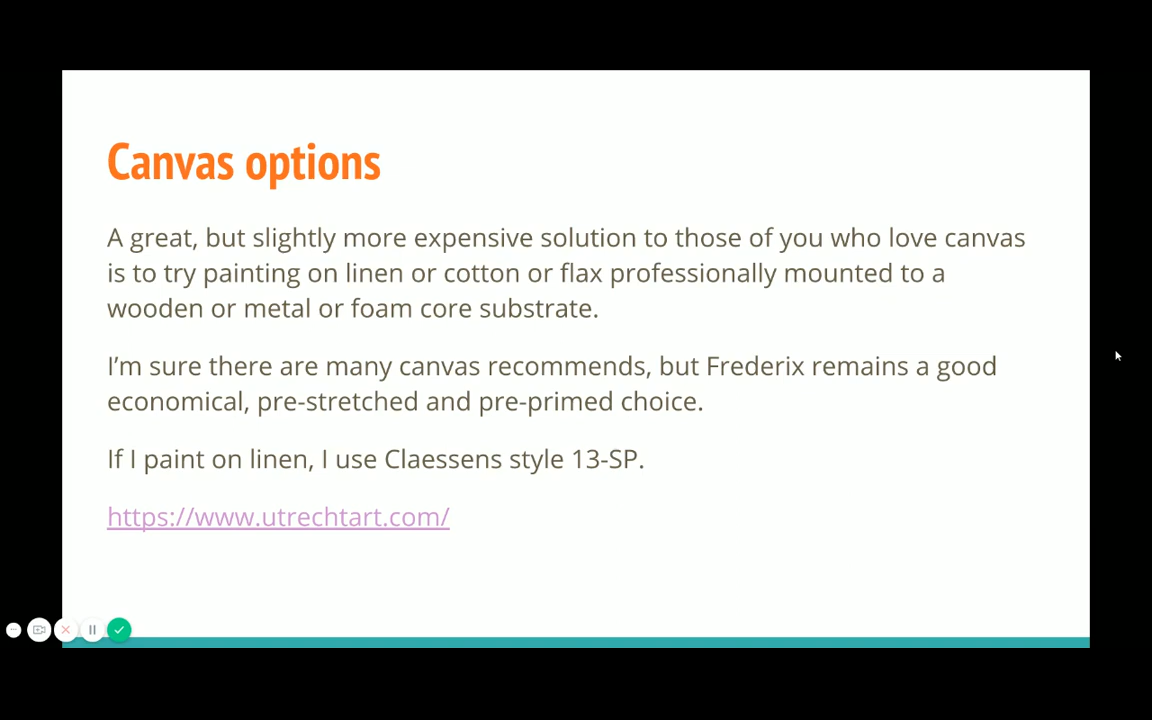 Canvas options
A great, but slightly more expensive solution to those of you who love canvas
is to try painting on linen or cotton or flax professionally mounted to a
wooden or metal or foam core substrate.
I’m sure there are many canvas recommends, but Frederix remains a good
economical, pre-stretched and pre-primed choice.
If I paint on linen, I use Claessens style 13-SP.
https://www.utrechtart.com/